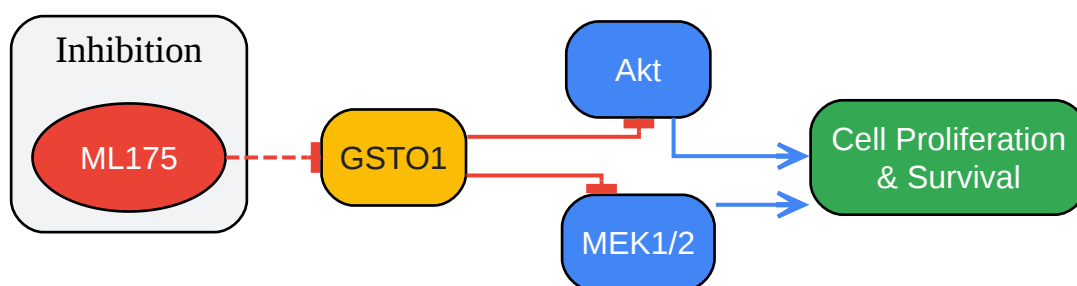 Inhibition
ML175
GSTO1
Akt
MEK1/2
Cell Proliferation
& Survival